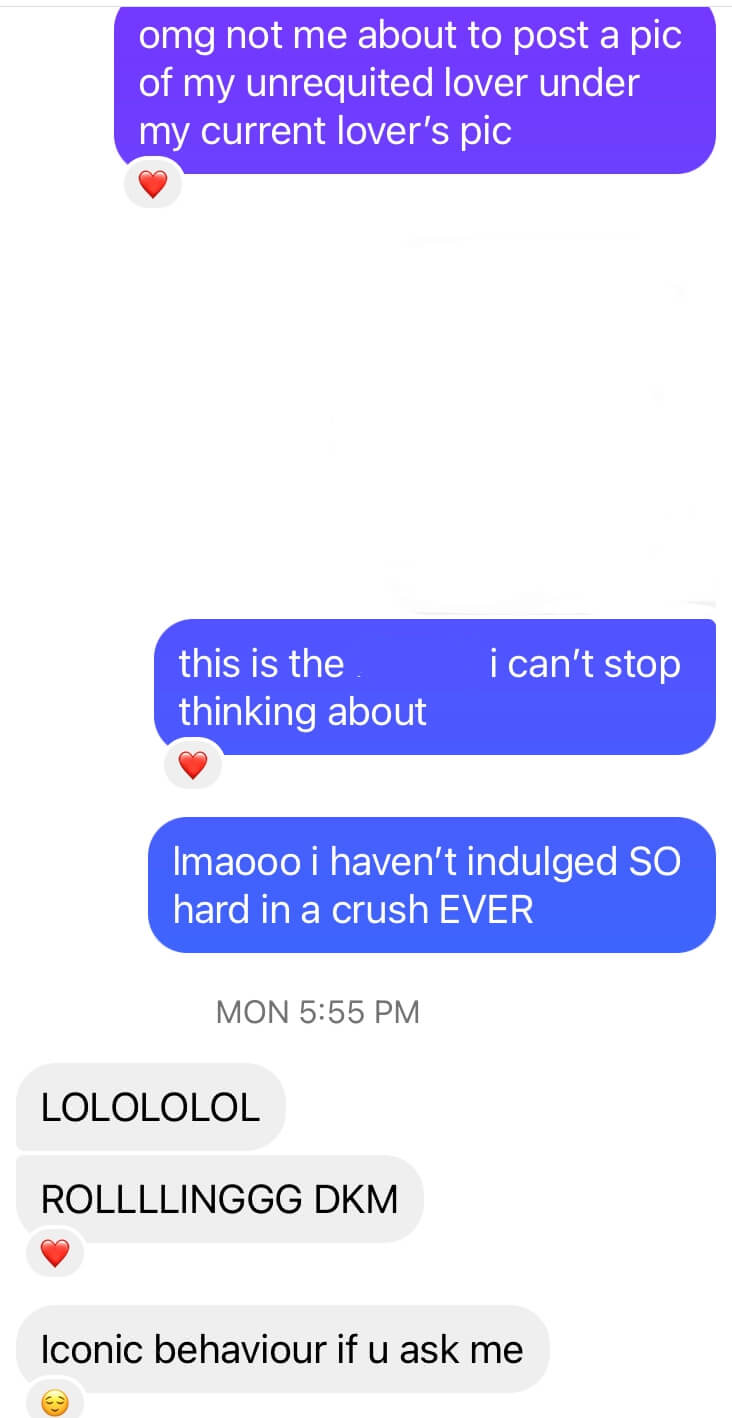 omg not me about to post a pic
of my unrequited lover under
my current lover's pic
this is the i can't stop
thinking about
lmaooo i haven't indulged SO
hard in a crush EVER
MON 5:55 PM
LOLOLOLOL
ROLLLLINGGG DKM
Iconic behaviour if u ask me